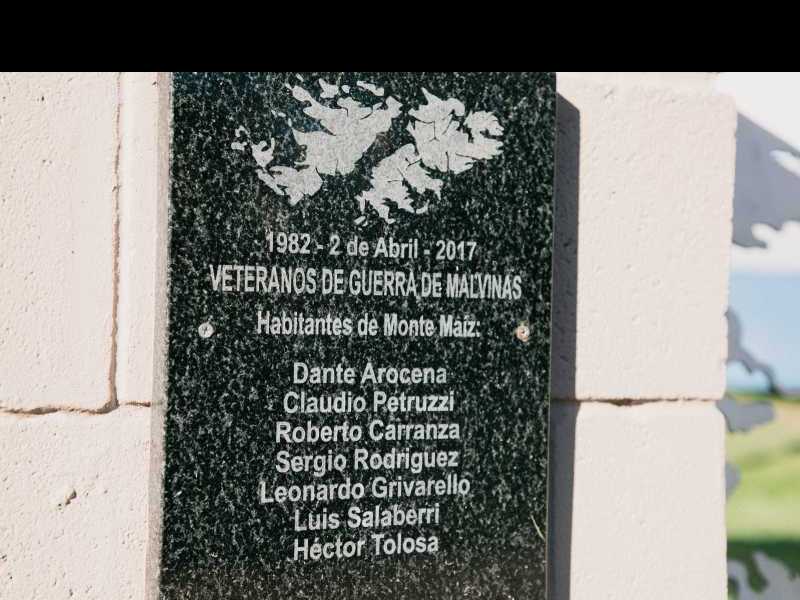 1982 - 2 de Abril - 2017
VETERANOS DE GUERRA DE MALVINAS
Habitantes de Monte Maíz:
Dante Arocena
Claudio Petruzzi
Roberto Carranza
Sergio Rodriguez
Leonardo Grivarello
Luis Salaberri
Héctor Tolosa